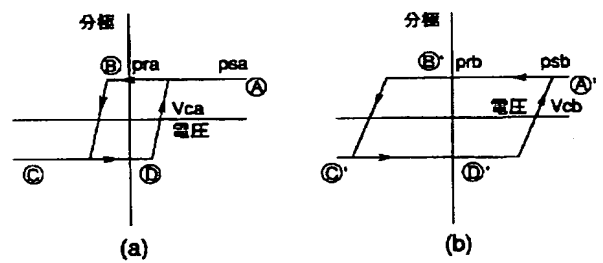 分極
Ⓑ pra psa
Ⓐ
Vca
電圧
Ⓒ Ⓓ
(a)
分極
Ⓑ' prb psb
Ⓐ'
電圧 Vcb
Ⓒ' Ⓓ'
(b)